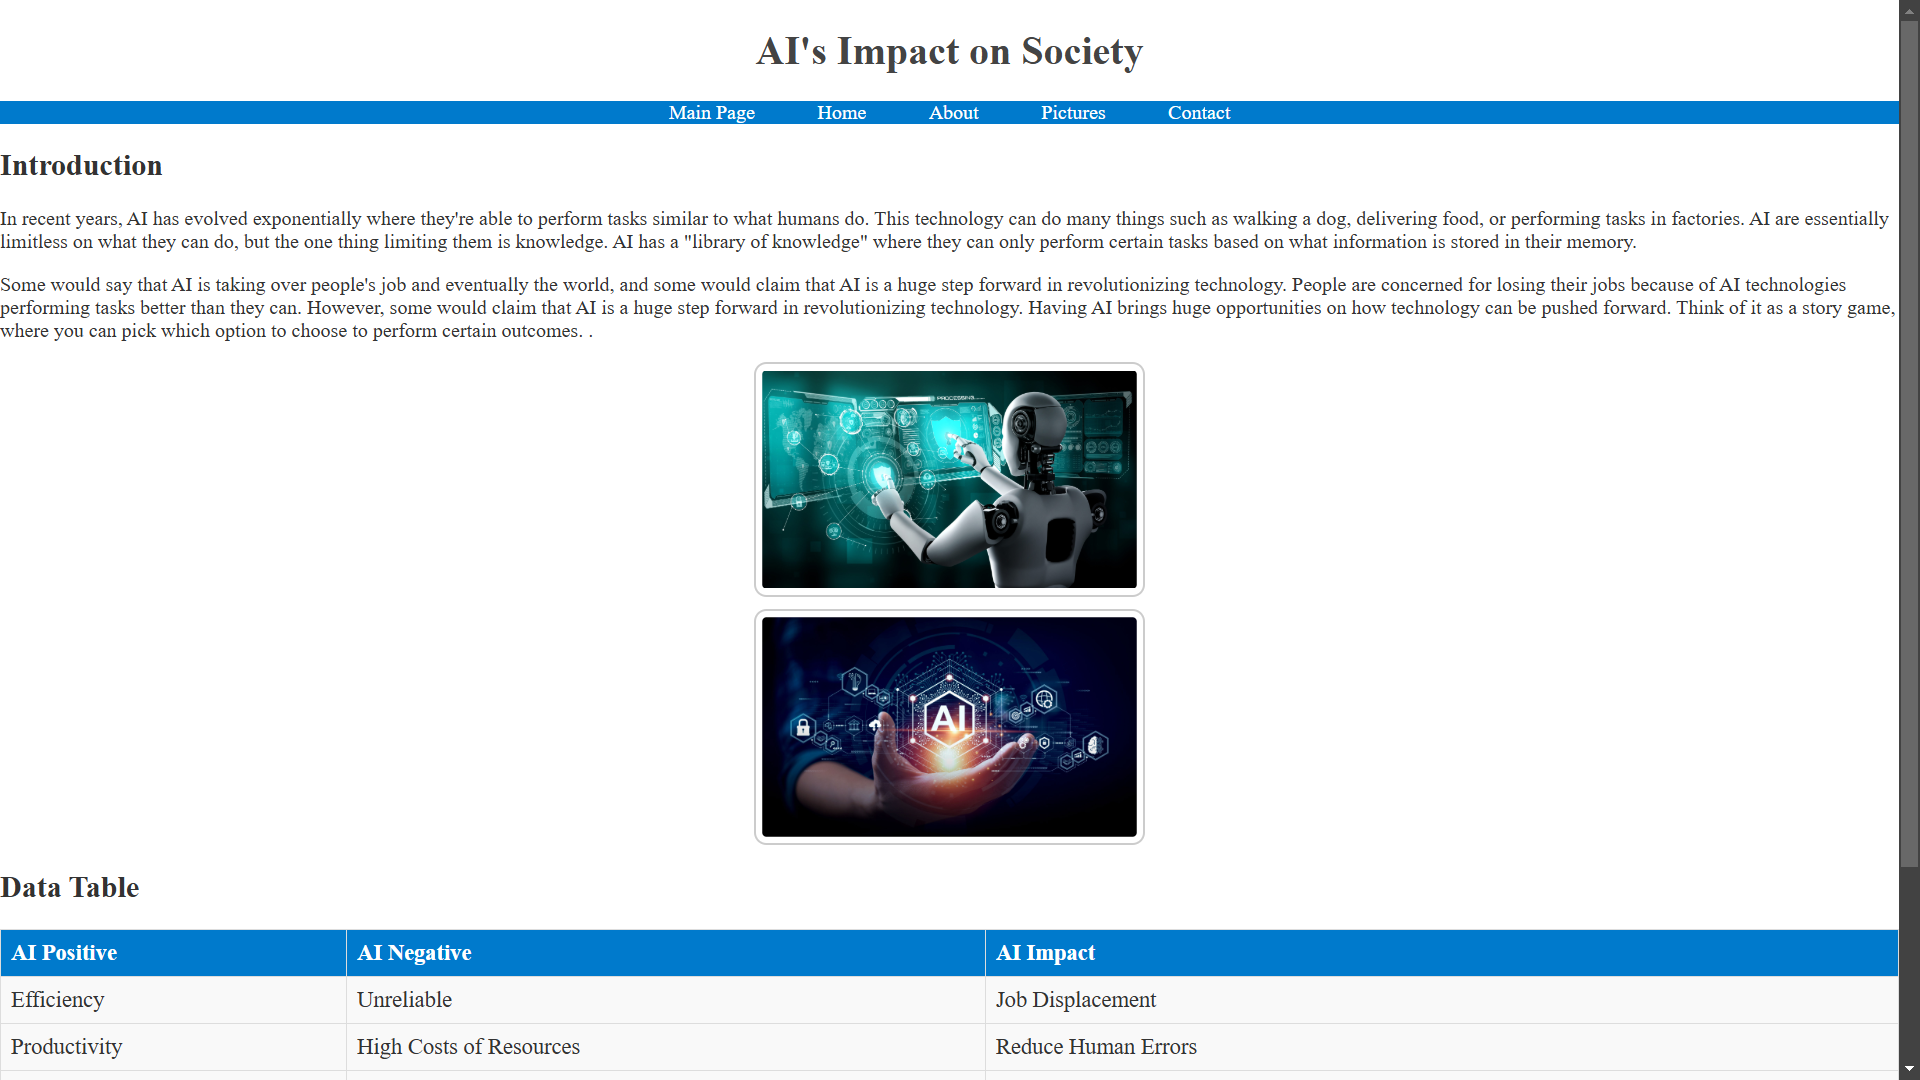 AI's Impact on Society
Main Page Home About Pictures Contact
Introduction
In recent years, AI has evolved exponentially where they're able to perform tasks similar to what humans do. This technology can do many things such as walking a dog, delivering food, or performing tasks in factories. AI are essentially
limitless on what they can do, but the one thing limiting them is knowledge. AI has a "library of knowledge" where they can only perform certain tasks based on what information is stored in their memory.
Some would say that AI is taking over people's job and eventually the world, and some would claim that AI is a huge step forward in revolutionizing technology. People are concerned for losing their jobs because of AI technologies
performing tasks better than they can. However, some would claim that AI is a huge step forward in revolutionizing technology. Having AI brings huge opportunities on how technology can be pushed forward. Think of it as a story game,
where you can pick which option to choose to perform certain outcomes. .
PROCESSING
AI
Data Table
AI Positive AI Negative AI Impact
Efficiency Unreliable Job Displacement
Productivity High Costs of Resources Reduce Human Errors